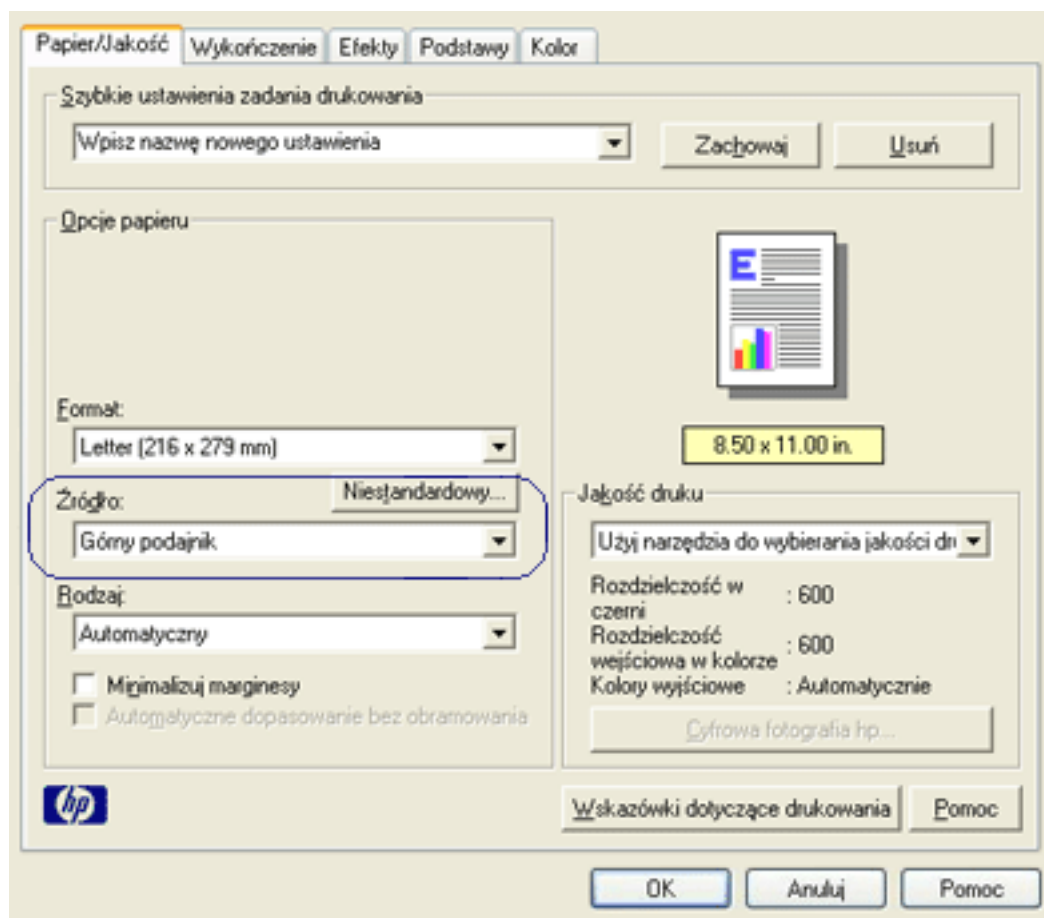 Papier/Jakość Wykończenie Efekty Podstawy Kolor
Szybkie ustawienia zadania drukowania
Wpisz nazwę nowego ustawienia
Zachowaj
Usuń
Opcje papieru
E
Format:
Letter (216 x 279 mm)
8.50 x 11.00 in.
Niestandardowy...
Źródło:
Górny podajnik
Rodzaj:
Automatyczny
Minimalizuj marginesy
Automatyczne dopasowanie bez obramowania
Jakość druku
Użyj narzędzia do wybierania jakości dru
Rozdzielczość w
czerni
: 600
Rozdzielczość
wejściowa w kolorze
: 600
Kolory wyjściowe : Automatycznie
Cyfrowa fotografia hp...
hp
Wskazówki dotyczące drukowania
Pomoc
OK
Anuluj
Pomoc